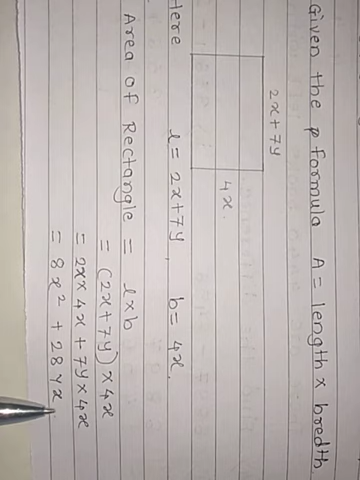 Given the p formula A = length x bredth.
2x+7y
4x.
Here l = 2x+7y, b = 4x.
Area of Rectangle = l×b
= (2x+7y) × 4x
= 2x × 4x + 7y × 4x
= 8x² + 28yx